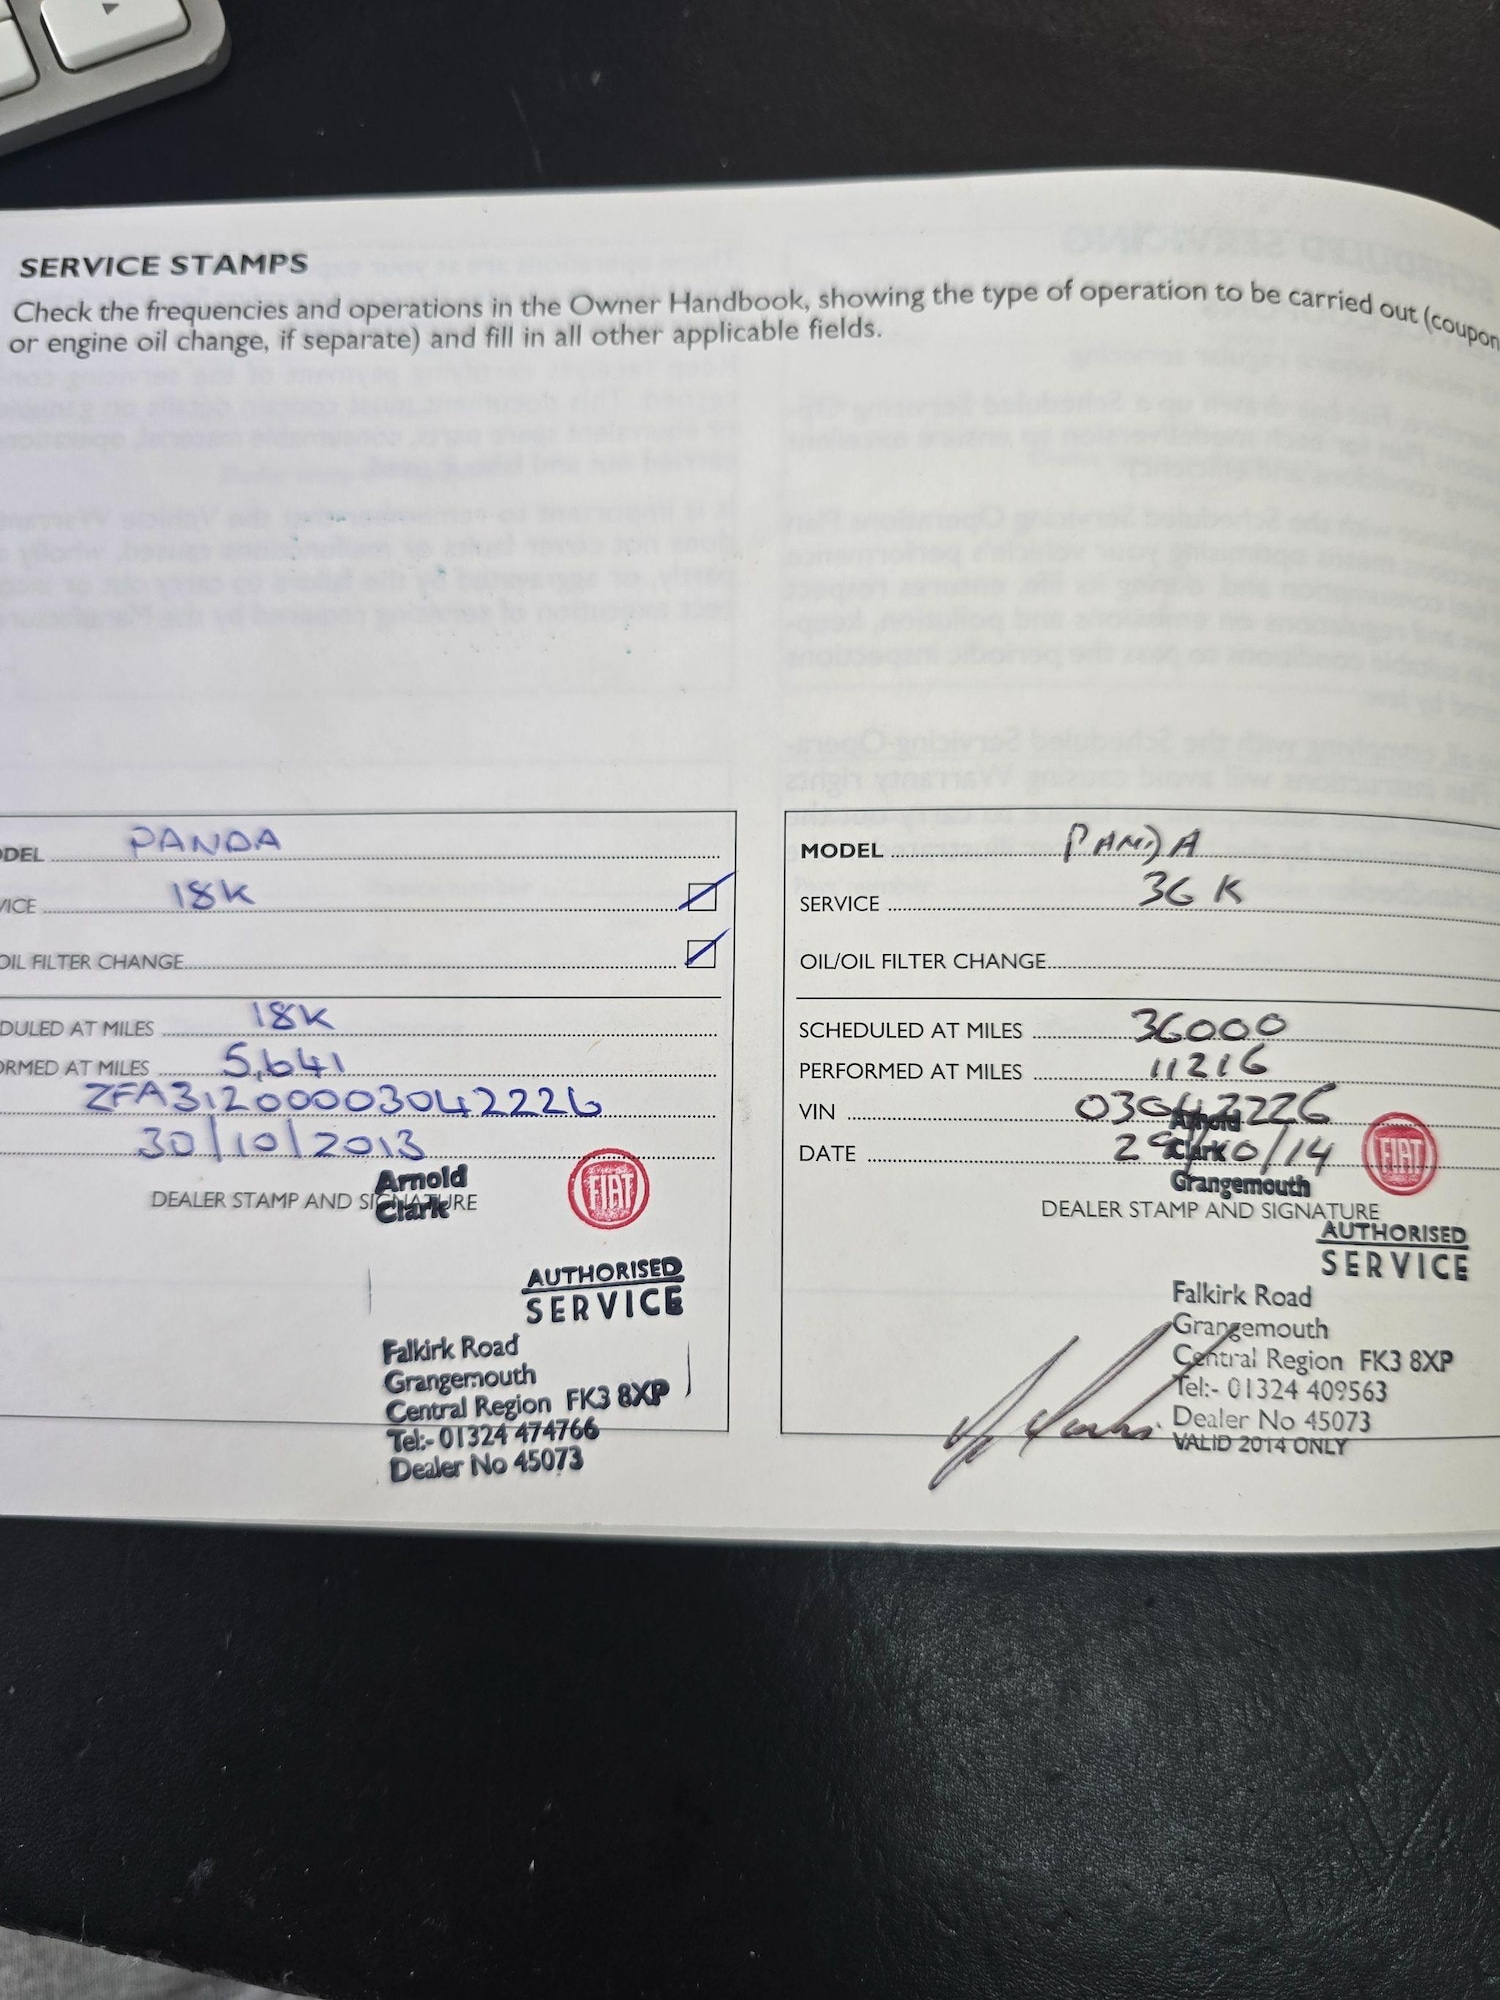 SERVICE STAMPS
Check the frequencies and operations in the Owner Handbook, showing the type of operation to be carried out (coupon
or engine oil change, if separate) and fill in all other applicable fields.
ODEL PANDA
VICE 18K
OIL FILTER CHANGE
DULED AT MILES 18K
ORMED AT MILES 5,641
ZFA31200003042226
30/10/2013
DEALER STAMP AND SIGNATURE
Arnold
Clark
FIAT
AUTHORISED
SERVICE
Falkirk Road
Grangemouth
Central Region FK3 8XP
Tel:- 01324 474766
Dealer No 45073
MODEL PANDA
SERVICE 36 K
OIL/OIL FILTER CHANGE
SCHEDULED AT MILES 36000
PERFORMED AT MILES 11216
VIN 03042226
DATE 29/10/14
Arnold
Clark
Grangemouth
FIAT
DEALER STAMP AND SIGNATURE
AUTHORISED
SERVICE
Falkirk Road
Grangemouth
Central Region FK3 8XP
Tel:- 01324 409563
Dealer No 45073
VALID 2014 ONLY